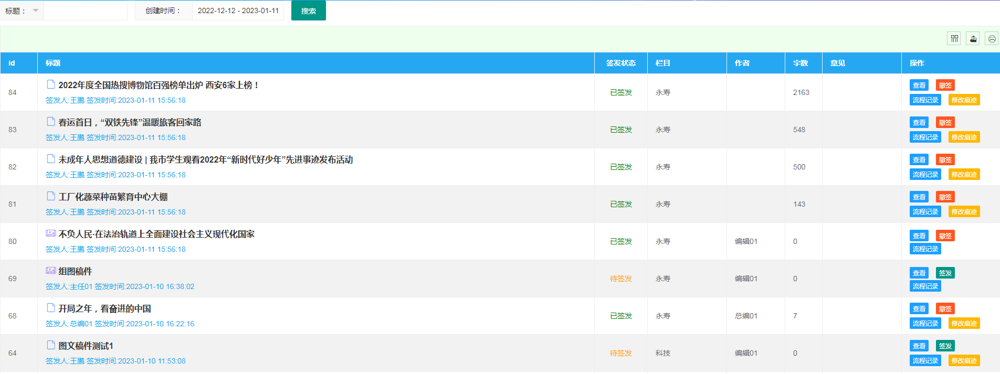 标题： 创建时间： 2022-12-12 - 2023-01-11 搜索
id 标题 签发状态 栏目 作者 字数 意见 操作
84 2022年度全国热搜博物馆百强榜单出炉 西安6家上榜！ 已签发 永寿 2163 查看 撤签
签发人:王鹏 签发时间:2023-01-11 15:56:18 流程记录 修改痕迹
83 春运首日，“双铁先锋”温暖旅客回家路 已签发 永寿 548 查看 撤签
签发人:王鹏 签发时间:2023-01-11 15:56:18 流程记录 修改痕迹
82 未成年人思想道德建设 | 我市学生观看2022年“新时代好少年”先进事迹发布活动 已签发 永寿 500 查看 撤签
签发人:王鹏 签发时间:2023-01-11 15:56:18 流程记录 修改痕迹
81 工厂化蔬菜种苗繁育中心大棚 已签发 永寿 143 查看 撤签
签发人:王鹏 签发时间:2023-01-11 15:56:18 流程记录 修改痕迹
80 不负人民·在法治轨道上全面建设社会主义现代化国家 已签发 永寿 编辑01 0 查看 撤签
签发人:王鹏 签发时间:2023-01-11 15:56:18 流程记录
69 组图稿件 待签发 永寿 编辑01 0 查看 签发
签发人:主任01 签发时间:2023-01-10 16:38:02 流程记录
68 开局之年，看奋进的中国 已签发 永寿 总编01 7 查看 撤签
签发人:总编01 签发时间:2023-01-10 16:22:16 流程记录 修改痕迹
64 图文稿件测试1 待签发 科技 编辑01 0 查看 签发
签发人:王鹏 签发时间:2023-01-10 11:53:08 流程记录 修改痕迹